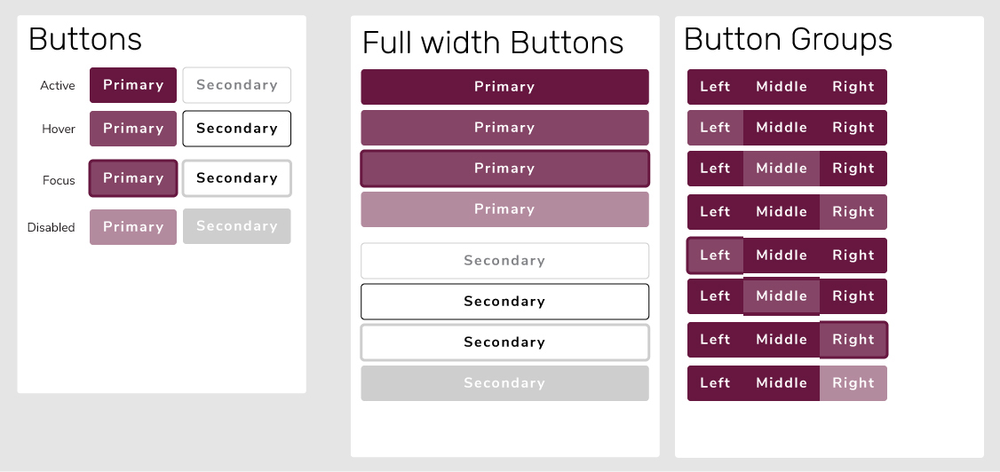 Buttons
Active Primary Secondary
Hover Primary Secondary
Focus Primary Secondary
Disabled Primary Secondary
Full width Buttons
Primary
Primary
Primary
Primary
Secondary
Secondary
Secondary
Secondary
Button Groups
Left Middle Right
Left Middle Right
Left Middle Right
Left Middle Right
Left Middle Right
Left Middle Right
Left Middle Right
Left Middle Right